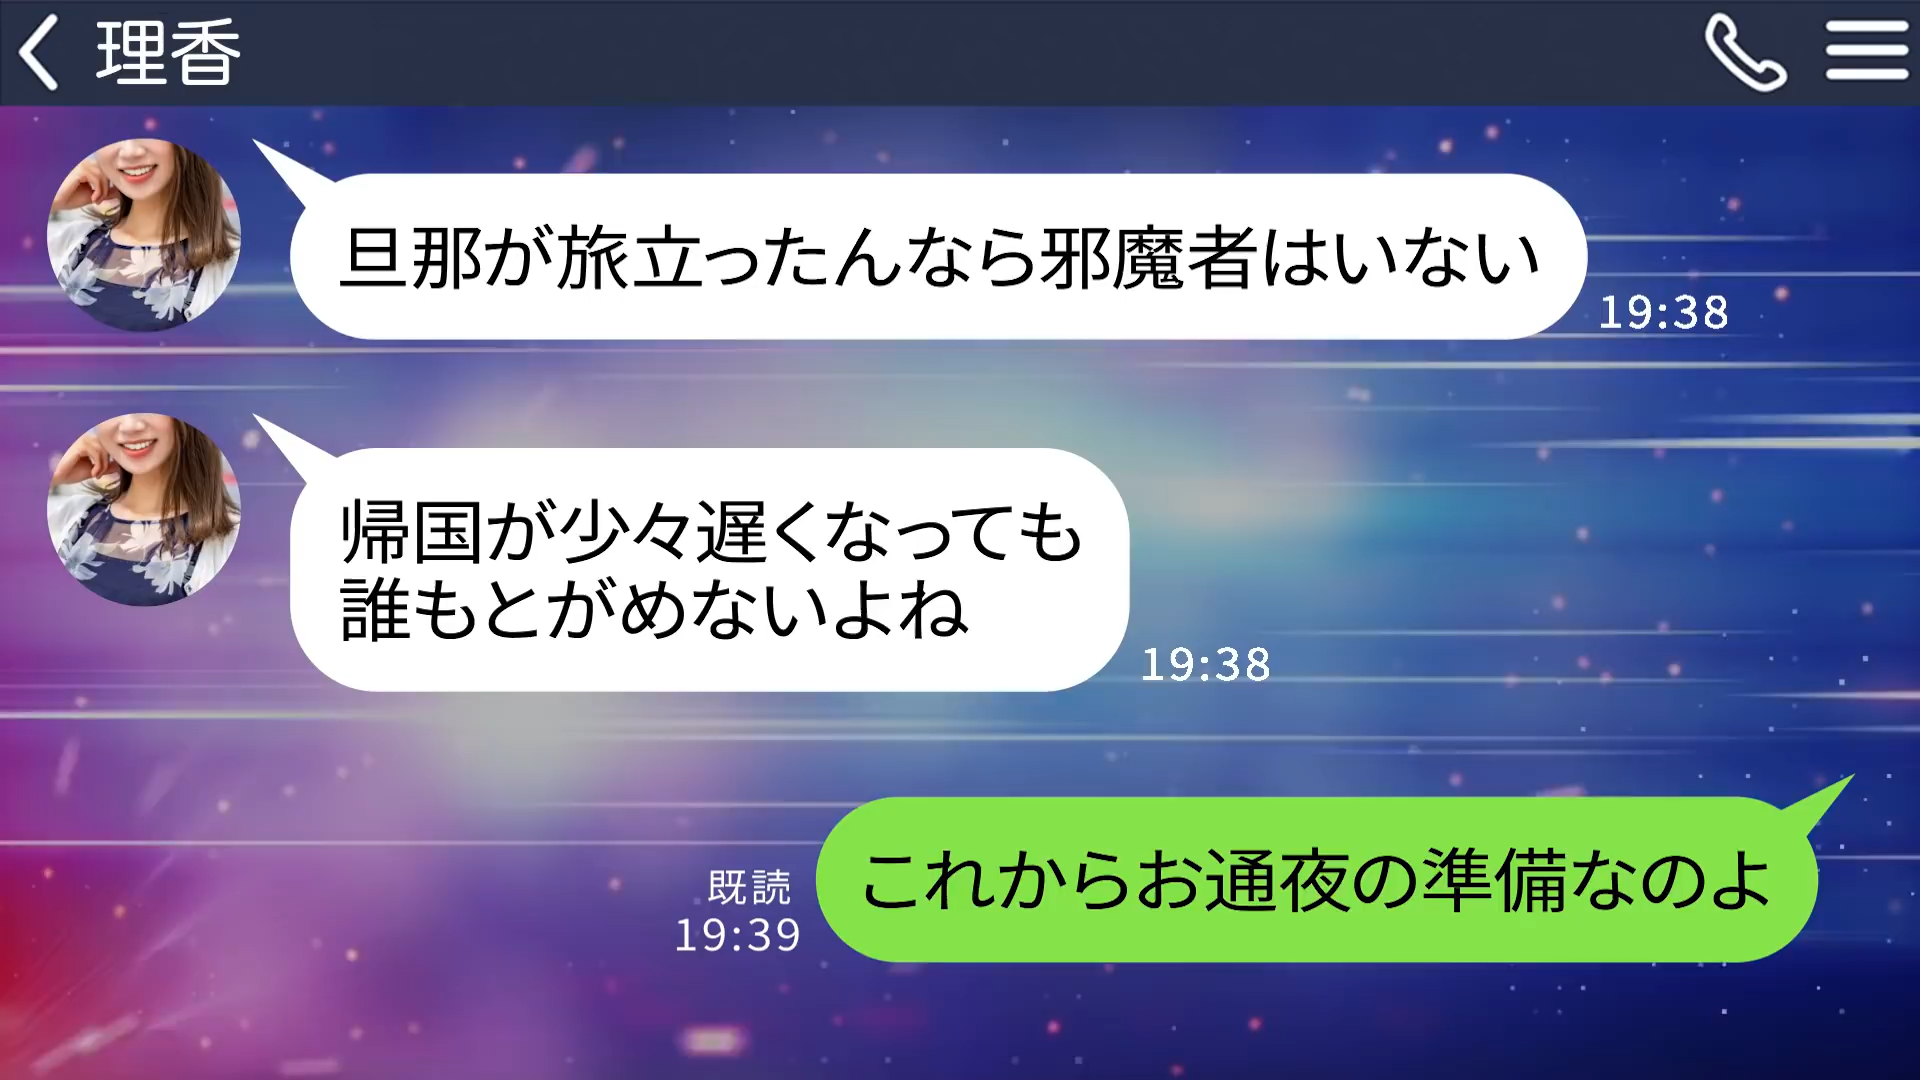 理香
旦那が旅立ったんなら邪魔者はいない
19:38
帰国が少々遅くなっても
誰もとがめないよね
19:38
これからお通夜の準備なのよ
既読
19:39